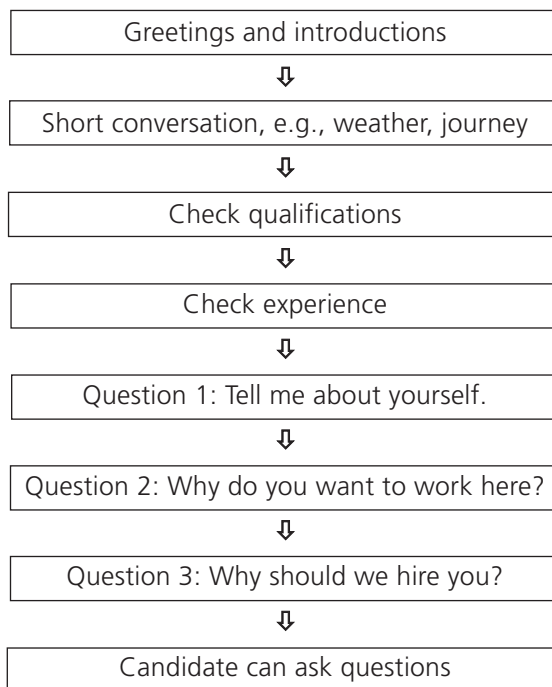 Greetings and introductions
Short conversation, e.g., weather, journey
Check qualifications
Check experience
Question 1: Tell me about yourself.
Question 2: Why do you want to work here?
Question 3: Why should we hire you?
Candidate can ask questions